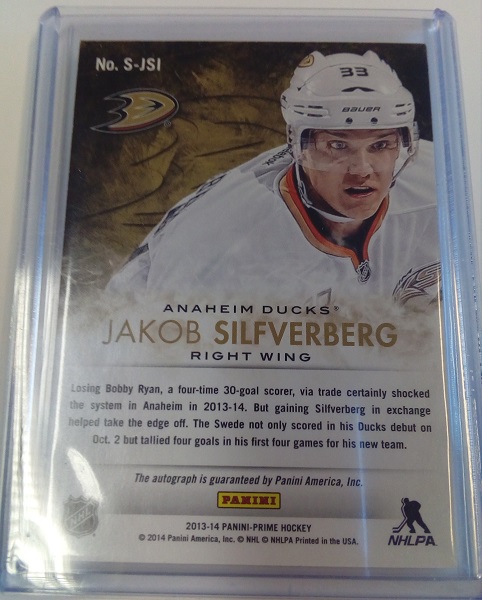 No. S-JSI
33
BAUER
ANAHEIM DUCKS®
JAKOB SILFVERBERG
RIGHT WING
Losing Bobby Ryan, a four-time 30-goal scorer, via trade certainly shocked
the system in Anaheim in 2013-14. But gaining Silfverberg in exchange
helped take the edge off. The Swede not only scored in his Ducks debut on
Oct. 2 but tallied four goals in his first four games for his new team.
The autograph is guaranteed by Panini America, Inc.
PANINI
NHL
2013-14 PANINI-PRIME HOCKEY
© 2014 Panini America, Inc. © NHL © NHLPA Printed in the USA.
NHLPA